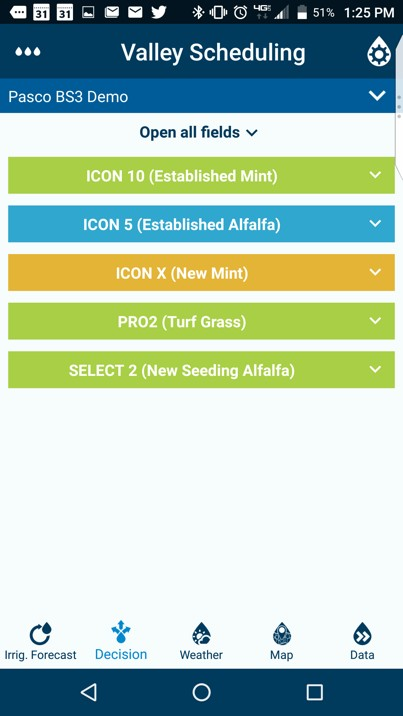 31 31 4G 51% 1:25 PM
Valley Scheduling
Pasco BS3 Demo
Open all fields
ICON 10 (Established Mint)
ICON 5 (Established Alfalfa)
ICON X (New Mint)
PRO2 (Turf Grass)
SELECT 2 (New Seeding Alfalfa)
Irrig. Forecast Decision Weather Map Data